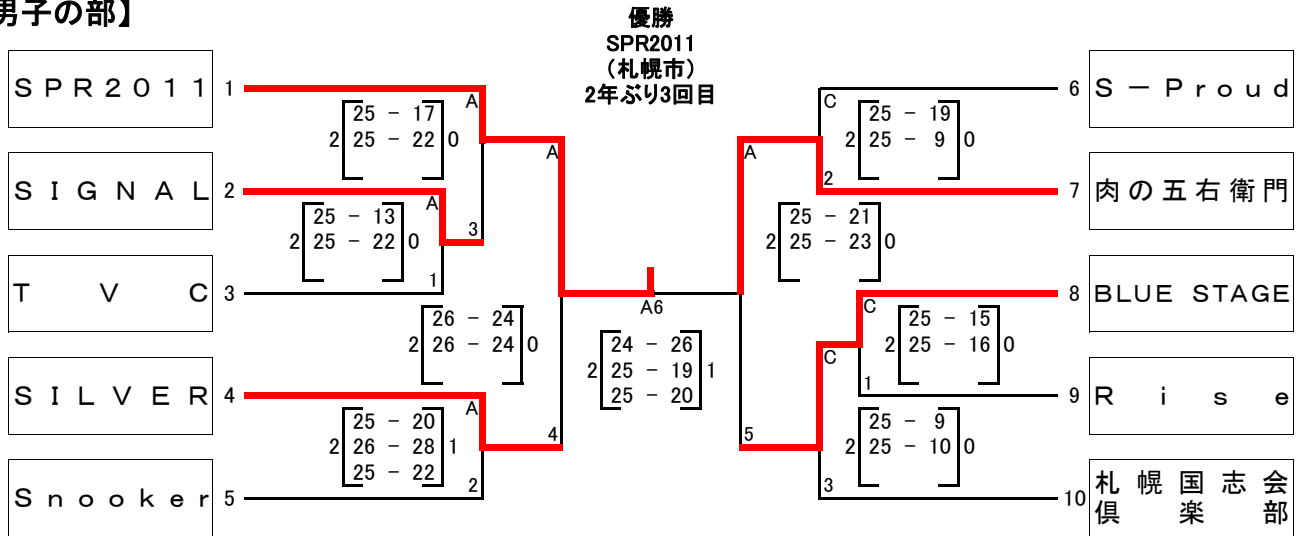 男子の部】
優勝
SPR2011
（札幌市）
2年ぶり3回目
SPR2011 1
A
25 - 17
2 25 - 22 0
A
SIGNAL 2
A
25 - 13
2 25 - 22 0
3
TVC 3
1
26 - 24
2 26 - 24 0
SILVER 4
A
25 - 20
2 26 - 28 1
25 - 22
4
Snooker 5
2
A6
24 - 26
2 25 - 19 1
25 - 20
6 S－Proud
C
25 - 19
2 25 - 9 0
A
2
7 肉の五右衛門
25 - 21
2 25 - 23 0
8 BLUE STAGE
C
25 - 15
2 25 - 16 0
C
1
9 Rise
25 - 9
2 25 - 10 0
5
3
10 札幌国志会
倶楽部